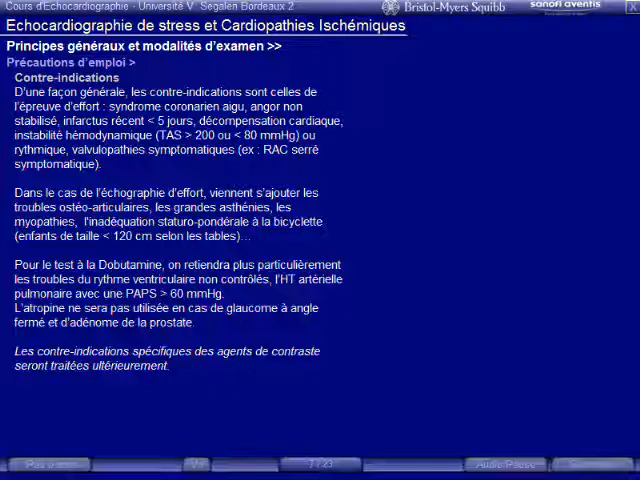 Cours d'Echocardiographie - Université V. Segalen Bordeaux 2
Bristol-Myers Squibb
sanofi aventis
Echocardiographie de stress et Cardiopathies Ischémiques
Principes généraux et modalités d'examen >>
Précautions d'emploi >
Contre-indications
D'une façon générale, les contre-indications sont celles de
l'épreuve d'effort : syndrome coronarien aigu, angor non
stabilisé, infarctus récent < 5 jours, décompensation cardiaque,
instabilité hémodynamique (TAS > 200 ou < 80 mmHg) ou
rythmique, valvulopathies symptomatiques (ex : RAC serré
symptomatique).
Dans le cas de l'échographie d'effort, viennent s'ajouter les
troubles ostéo-articulaires, les grandes asthénies, les
myopathies, l'inadéquation staturo-pondérale à la bicyclette
(enfants de taille < 120 cm selon les tables)…
Pour le test à la Dobutamine, on retiendra plus particulièrement
les troubles du rythme ventriculaire non contrôlés, l'HT artérielle
pulmonaire avec une PAPS > 60 mmHg.
L'atropine ne sera pas utilisée en cas de glaucome à angle
fermé et d'adénome de la prostate.
Les contre-indications spécifiques des agents de contraste
seront traitées ultérieurement.
7 / 23
Audio Pause